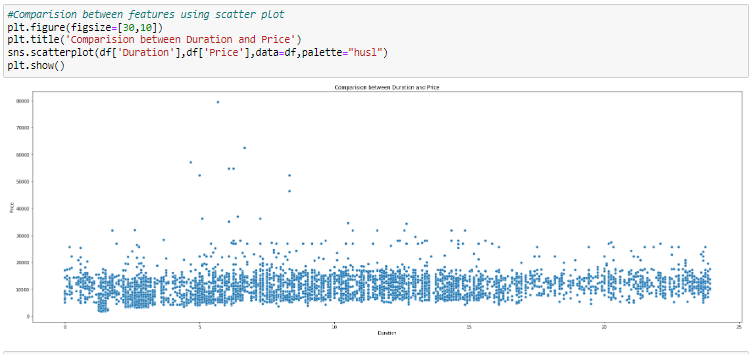 #Comparision between features using scatter plot
plt.figure(figsize=[30,10])
plt.title('Comparision between Duration and Price')
sns.scatterplot(df['Duration'],df['Price'],data=df,palette="husl")
plt.show()
Comparision between Duration and Price
80000
70000
60000
50000
40000
30000
20000
10000
0
Price
0 5 10 15 20 25
Duration